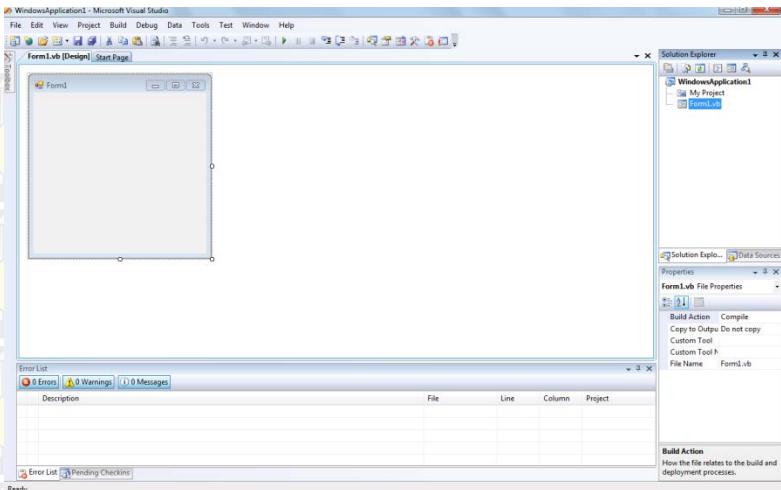 WindowsApplication1 - Microsoft Visual Studio
File Edit View Project Build Debug Data Tools Test Window Help
Toolbox
Form1.vb [Design] Start Page
Form1
Solution Explorer
WindowsApplication1
My Project
Form1.vb
Solution Explo... Data Sources
Properties
Form1.vb File Properties
Build Action Compile
Copy to Outpu Do not copy
Custom Tool
Custom Tool N
File Name Form1.vb
Build Action
How the file relates to the build and
deployment processes.
Error List
0 Errors 0 Warnings 0 Messages
Description File Line Column Project
Error List Pending Checkins
Ready